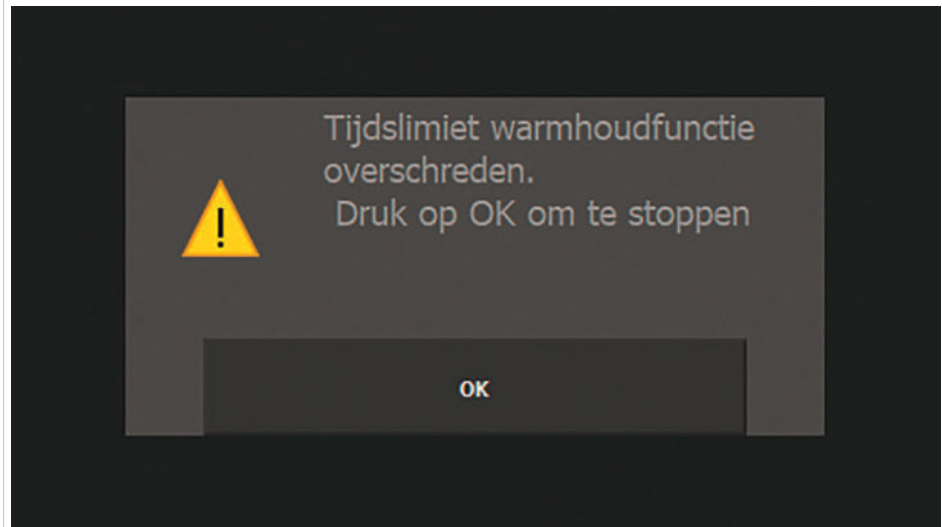 Tijdslimiet warmhoudfunctie
overschreden.
Druk op OK om te stoppen
!
OK